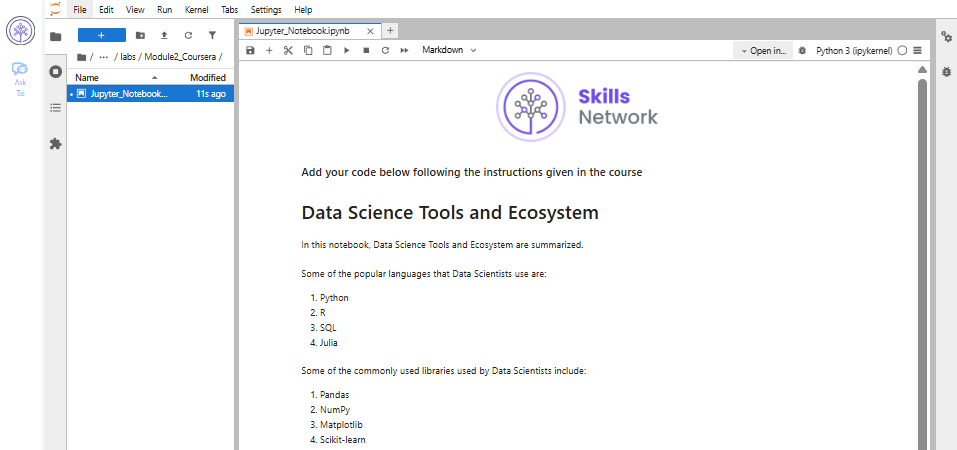 File Edit View Run Kernel Tabs Settings Help
Ask
Tai
+
/ ··· / labs / Module2_Coursera /
Name Modified
Jupyter_Notebook... 11s ago
Jupyter_Notebook.ipynb × +
Markdown Open in... Python 3 (ipykernel)
Skills
Network
Add your code below following the instructions given in the course
Data Science Tools and Ecosystem
In this notebook, Data Science Tools and Ecosystem are summarized.
Some of the popular languages that Data Scientists use are:
1. Python
2. R
3. SQL
4. Julia
Some of the commonly used libraries used by Data Scientists include:
1. Pandas
2. NumPy
3. Matplotlib
4. Scikit-learn